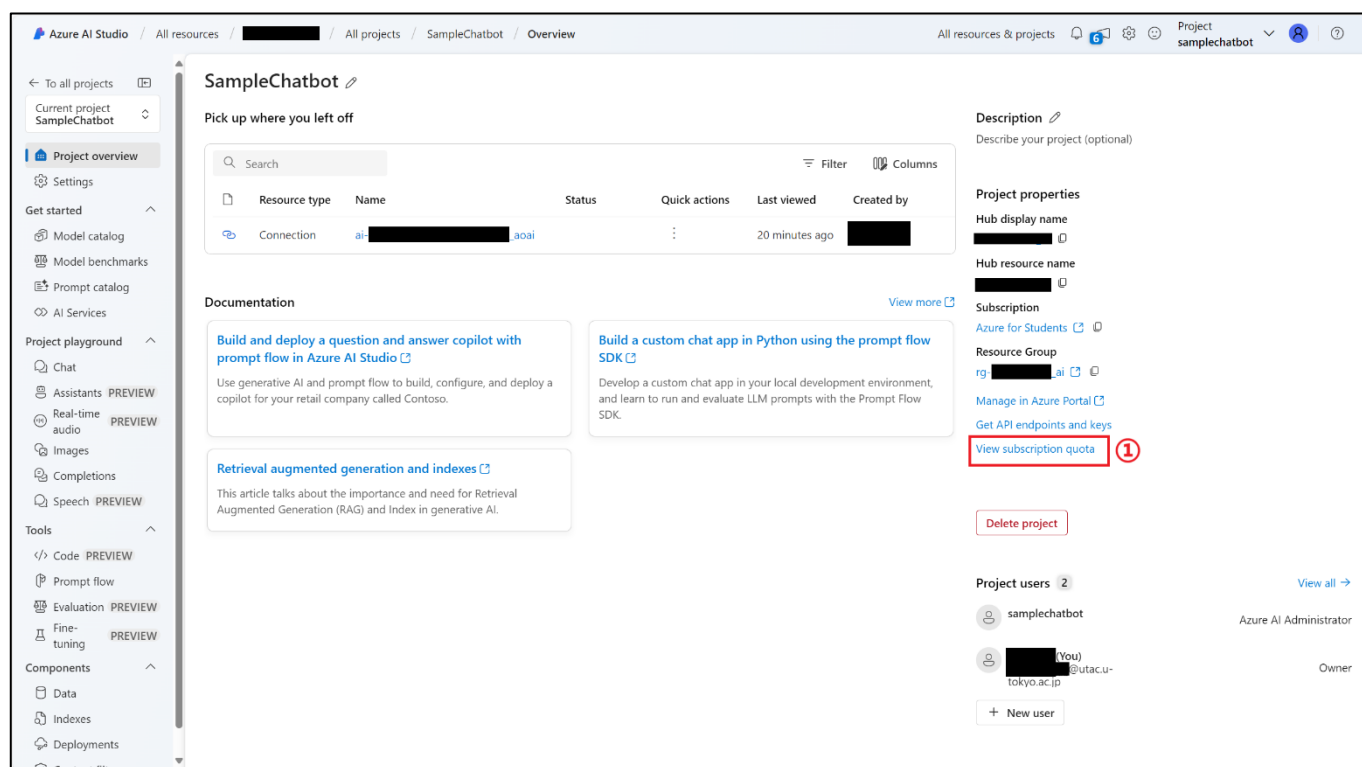 Azure AI Studio / All resources / / All projects / SampleChatbot / Overview
All resources & projects 6 Project
samplechatbot
To all projects
Current project
SampleChatbot
Project overview
Settings
Get started
Model catalog
Model benchmarks
Prompt catalog
AI Services
Project playground
Chat
Assistants PREVIEW
Real-time
audio PREVIEW
Images
Completions
Speech PREVIEW
Tools
Code PREVIEW
Prompt flow
Evaluation PREVIEW
Fine-
tuning PREVIEW
Components
Data
Indexes
Deployments
SampleChatbot
Pick up where you left off
Search
Filter
Columns
Resource type Name Status Quick actions Last viewed Created by
Connection ai- _aoai 20 minutes ago
Documentation
View more
Build and deploy a question and answer copilot with
prompt flow in Azure AI Studio
Use generative AI and prompt flow to build, configure, and deploy a
copilot for your retail company called Contoso.
Build a custom chat app in Python using the prompt flow
SDK
Develop a custom chat app in your local development environment,
and learn to run and evaluate LLM prompts with the Prompt Flow
SDK.
Retrieval augmented generation and indexes
This article talks about the importance and need for Retrieval
Augmented Generation (RAG) and Index in generative AI.
Description
Describe your project (optional)
Project properties
Hub display name
Hub resource name
Subscription
Azure for Students
Resource Group
rg- _ai
Manage in Azure Portal
Get API endpoints and keys
View subscription quota ①
Delete project
Project users 2
View all →
samplechatbot
Azure AI Administrator
(You)
@utac.u-
tokyo.ac.jp
Owner
+ New user